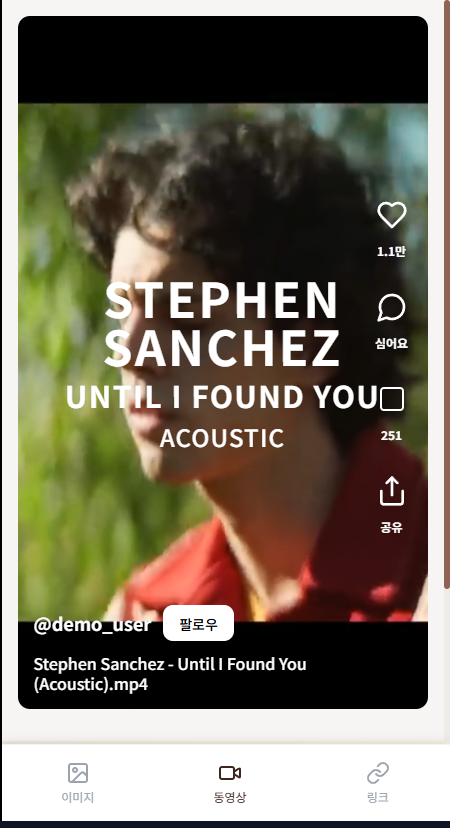 STEPHEN
SANCHEZ
UNTIL I FOUND YOU
ACOUSTIC
1.1만
심어요
251
공유
@demo_user 팔로우
Stephen Sanchez - Until I Found You
(Acoustic).mp4
이미지 동영상 링크